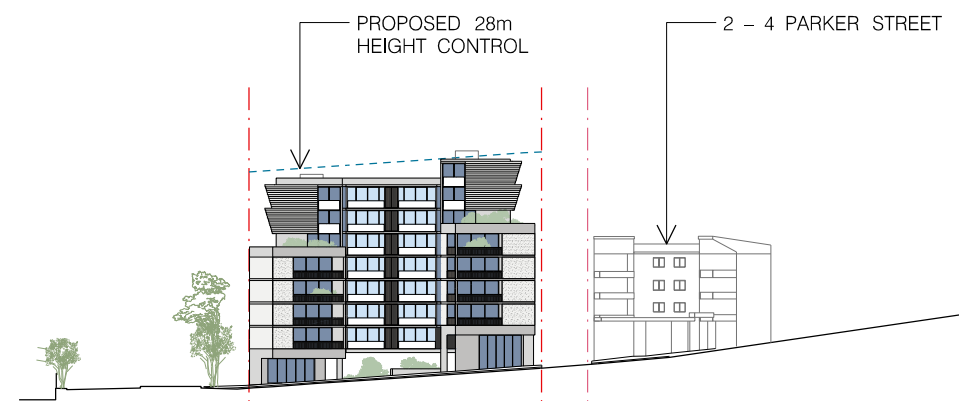 PROPOSED 28m
HEIGHT CONTROL
2 – 4 PARKER STREET